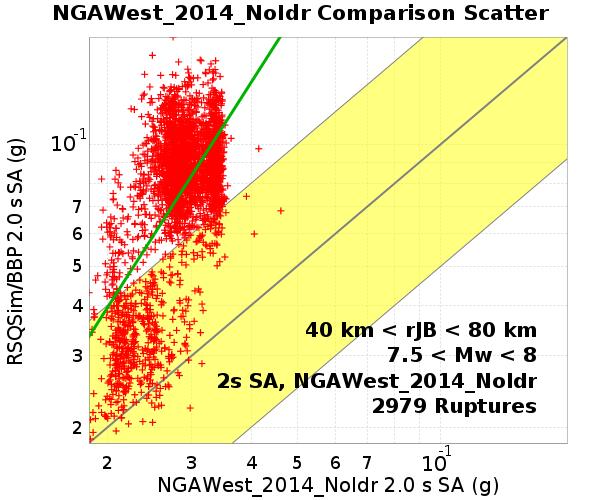 NGAWest_2014_NoIdr Comparison Scatter
RSQSim/BBP 2.0 s SA (g)
10-1
7
6
5
4
3
2
40 km < rJB < 80 km
7.5 < Mw < 8
2s SA, NGAWest_2014_NoIdr
2979 Ruptures
2 3 4 5 6 7 10-1
NGAWest_2014_NoIdr 2.0 s SA (g)